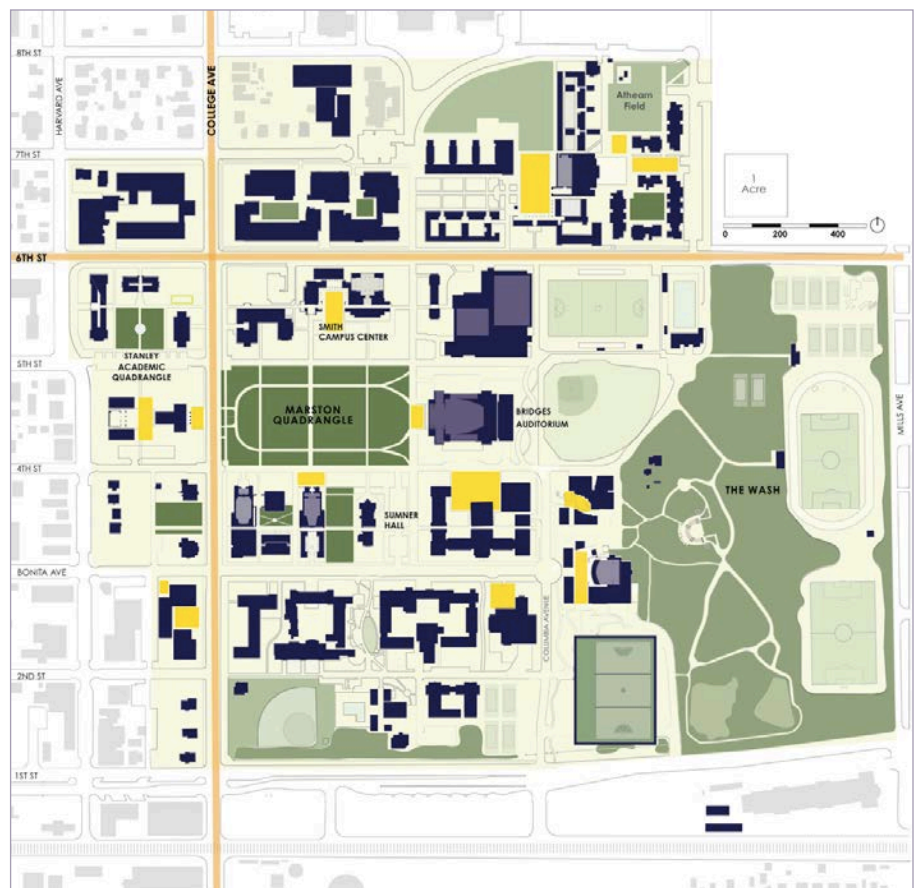 8TH ST
HARVARD AVE
COLLEGE AVE
Athearn
Field
7TH ST
1
Acre
0 200 400
6TH ST
SMITH
CAMPUS CENTER
STANLEY
ACADEMIC
QUADRANGLE
5TH ST
MARSTON
QUADRANGLE
BRIDGES
AUDITORIUM
MILLS AVE
4TH ST
THE WASH
SUMNER
HALL
BONITA AVE
COLUMBIA AVENUE
2ND ST
1ST ST